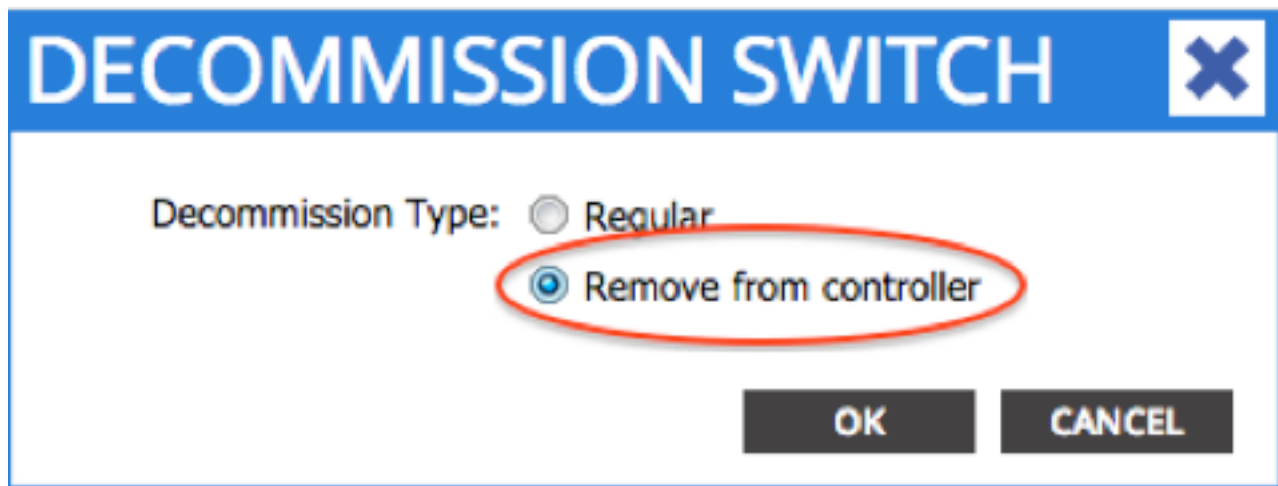 DECOMMISSION SWITCH
Decommission Type: Regular
Remove from controller
OK CANCEL